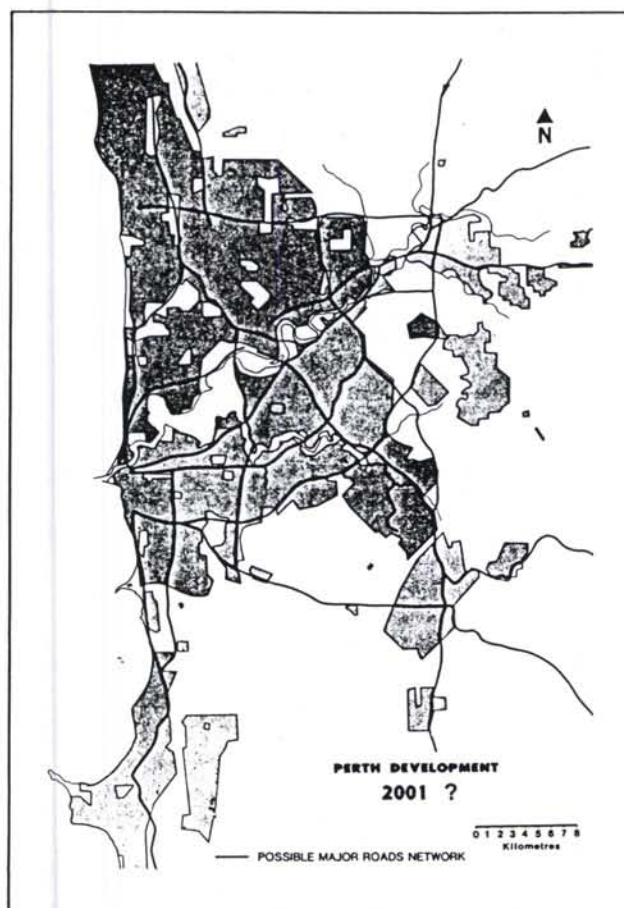 N
PERTH DEVELOPMENT
2001 ?
0 1 2 3 4 5 6 7 8
Kilometres
POSSIBLE MAJOR ROADS NETWORK